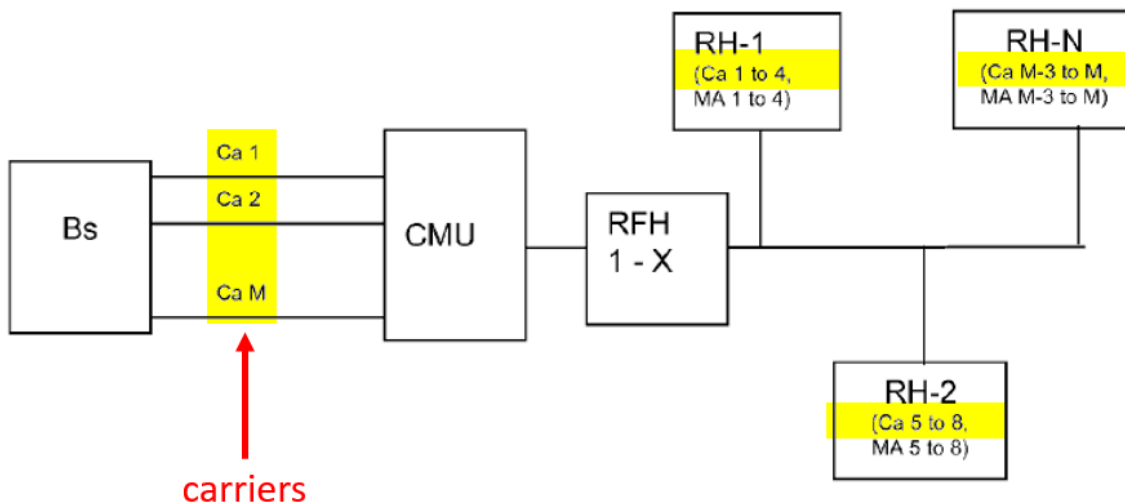 Bs
Ca 1
Ca 2
Ca M
carriers
CMU
RFH
1 - X
RH-1
(Ca 1 to 4,
MA 1 to 4)
RH-N
(Ca M-3 to M,
MA M-3 to M)
RH-2
(Ca 5 to 8,
MA 5 to 8)